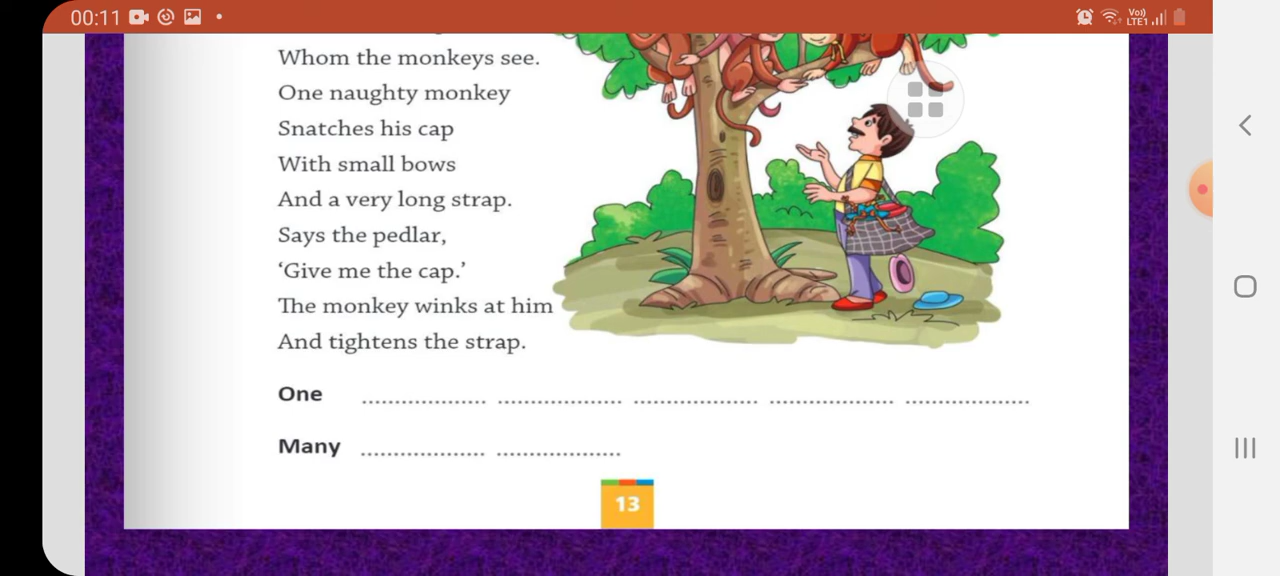 00:11
Vo))
LTE1
Whom the monkeys see.
One naughty monkey
Snatches his cap
With small bows
And a very long strap.
Says the pedlar,
‘Give me the cap.’
The monkey winks at him
And tightens the strap.
One ................... ................... ................... ................... ...................
Many ................... ...................
13